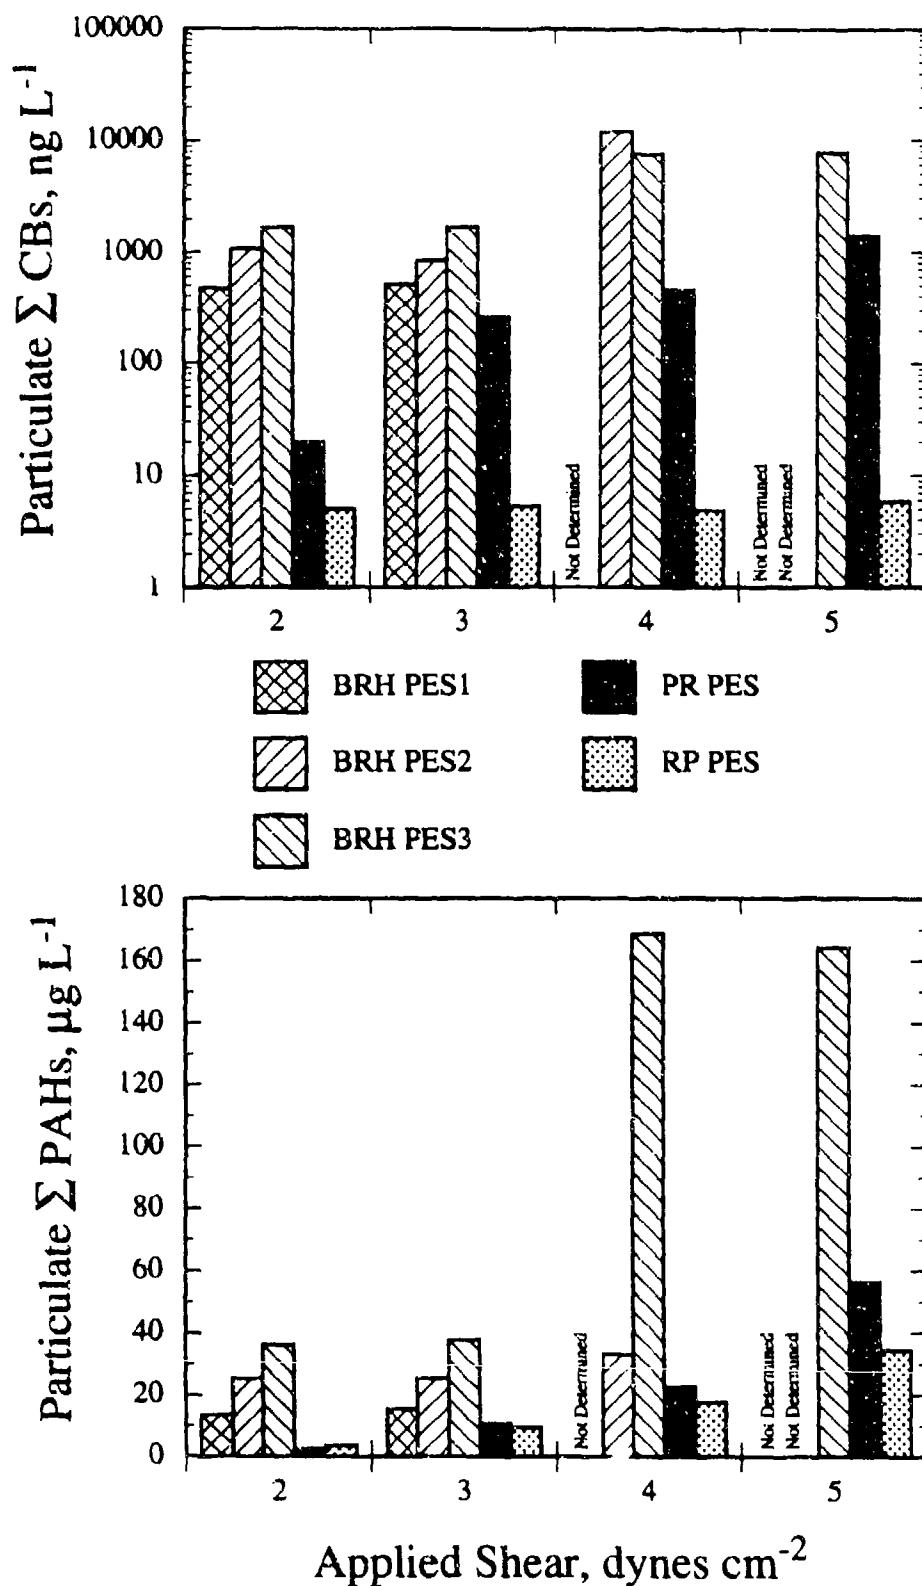 Particulate Σ CBs, ng L-1
100000
10000
1000
100
10
1
Not Determined
Not Determined
Not Determined
2
3
4
5
BRH PES1
PR PES
BRH PES2
RP PES
BRH PES3
Particulate Σ PAHs, µg L-1
180
160
140
120
100
80
60
40
20
0
Not Determined
Not Determined
Not Determined
2
3
4
5
Applied Shear, dynes cm-2